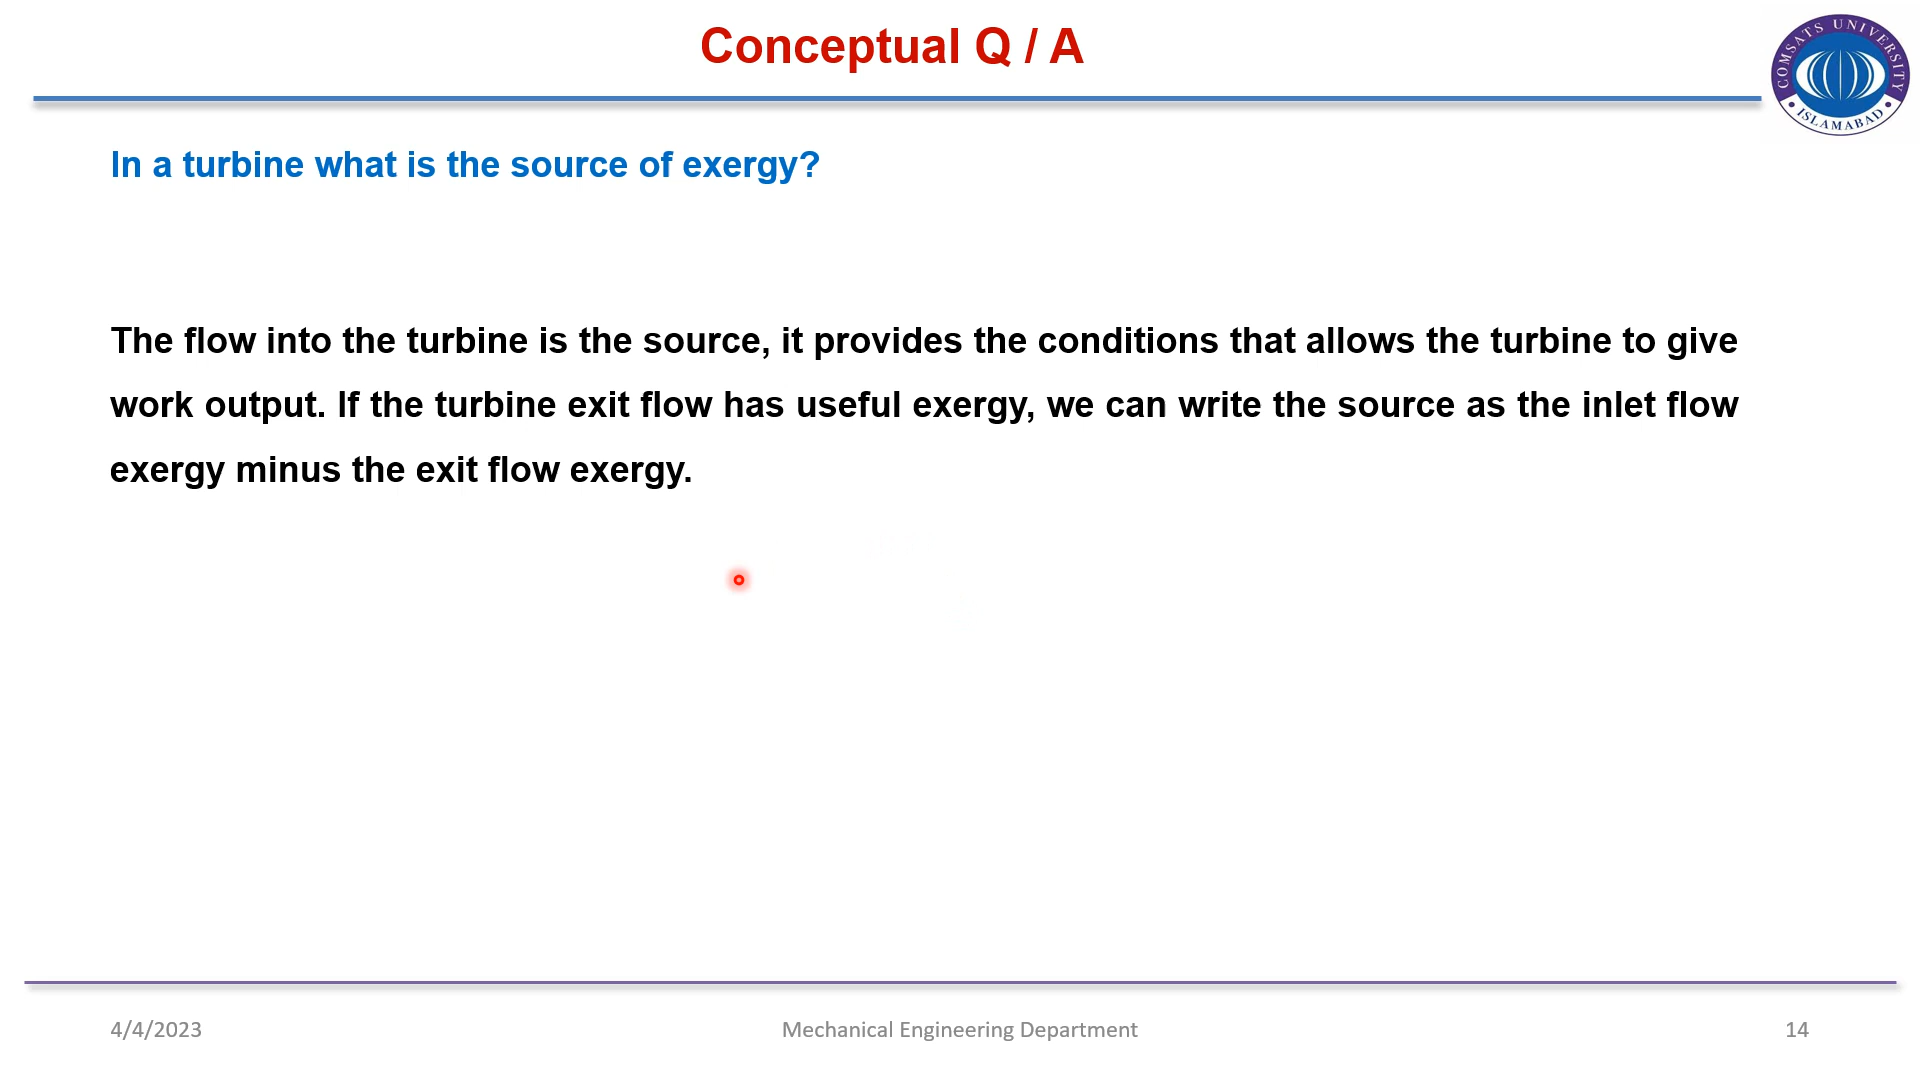 Conceptual Q / A
COMSATS UNIVERSITY
ISLAMABAD
In a turbine what is the source of exergy?
The flow into the turbine is the source, it provides the conditions that allows the turbine to give
work output. If the turbine exit flow has useful exergy, we can write the source as the inlet flow
exergy minus the exit flow exergy.
4/4/2023
Mechanical Engineering Department
14